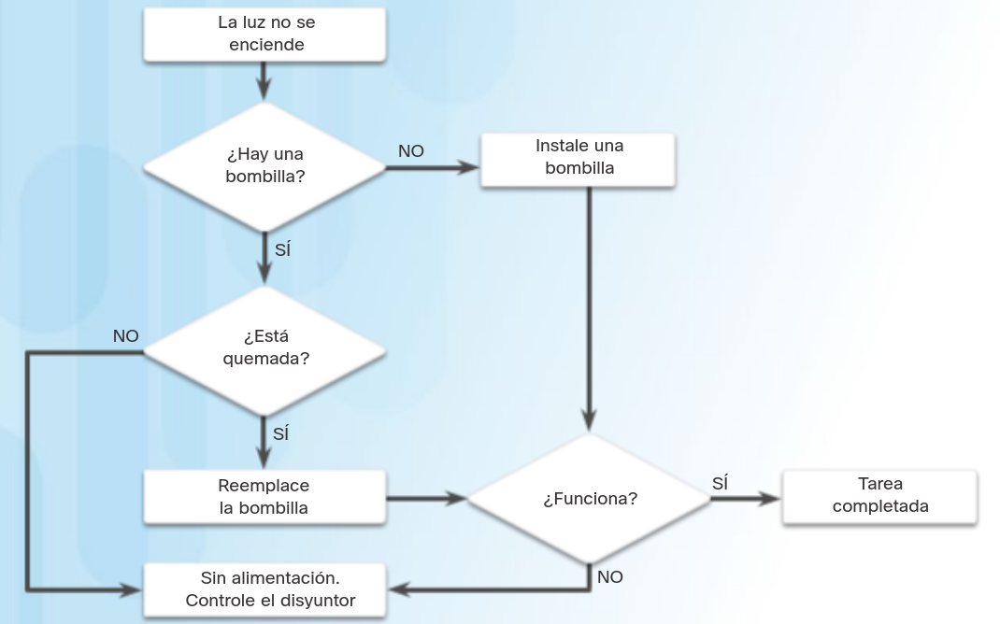 La luz no se
enciende
¿Hay una
bombilla?
NO
Instale una
bombilla
SÍ
NO
¿Está
quemada?
SÍ
Reemplace
la bombilla
¿Funciona?
SÍ
Tarea
completada
NO
Sin alimentación.
Controle el disyuntor